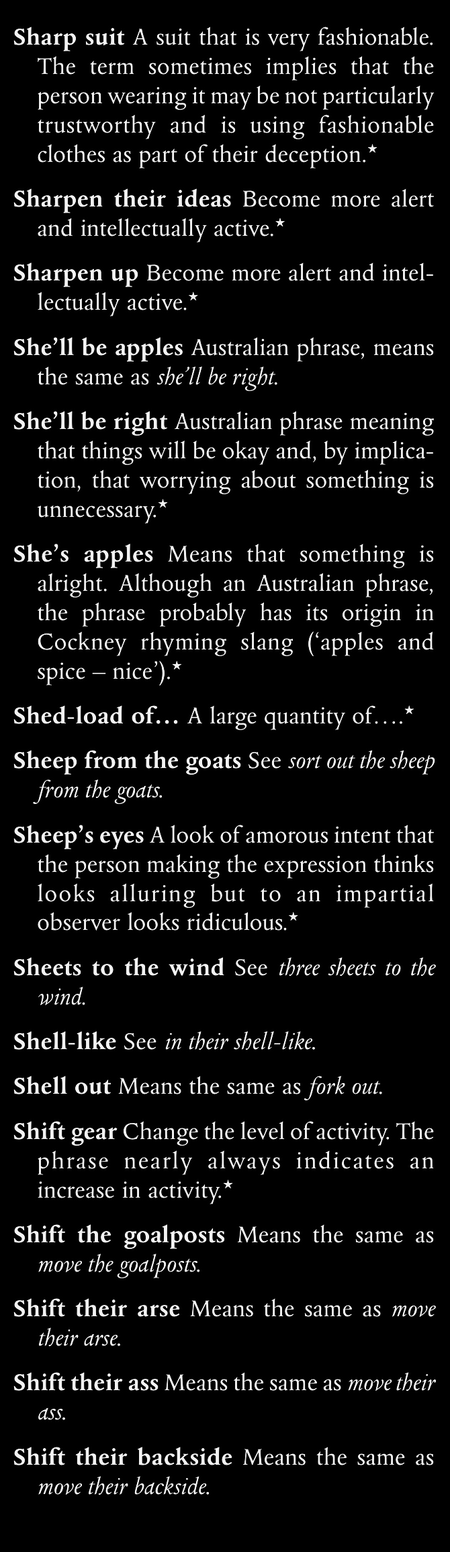 Sharp suit A suit that is very fashionable.
The term sometimes implies that the
person wearing it may be not particularly
trustworthy and is using fashionable
clothes as part of their deception.★
Sharpen their ideas Become more alert
and intellectually active.★
Sharpen up Become more alert and intel-
lectually active.★
She’ll be apples Australian phrase, means
the same as she’ll be right.
She’ll be right Australian phrase meaning
that things will be okay and, by implica-
tion, that worrying about something is
unnecessary.★
She’s apples Means that something is
alright. Although an Australian phrase,
the phrase probably has its origin in
Cockney rhyming slang (‘apples and
spice – nice’).★
Shed-load of… A large quantity of….★
Sheep from the goats See sort out the sheep
from the goats.
Sheep’s eyes A look of amorous intent that
the person making the expression thinks
looks alluring but to an impartial
observer looks ridiculous.★
Sheets to the wind See three sheets to the
wind.
Shell-like See in their shell-like.
Shell out Means the same as fork out.
Shift gear Change the level of activity. The
phrase nearly always indicates an
increase in activity.★
Shift the goalposts Means the same as
move the goalposts.
Shift their arse Means the same as move
their arse.
Shift their ass Means the same as move their
ass.
Shift their backside Means the same as
move their backside.